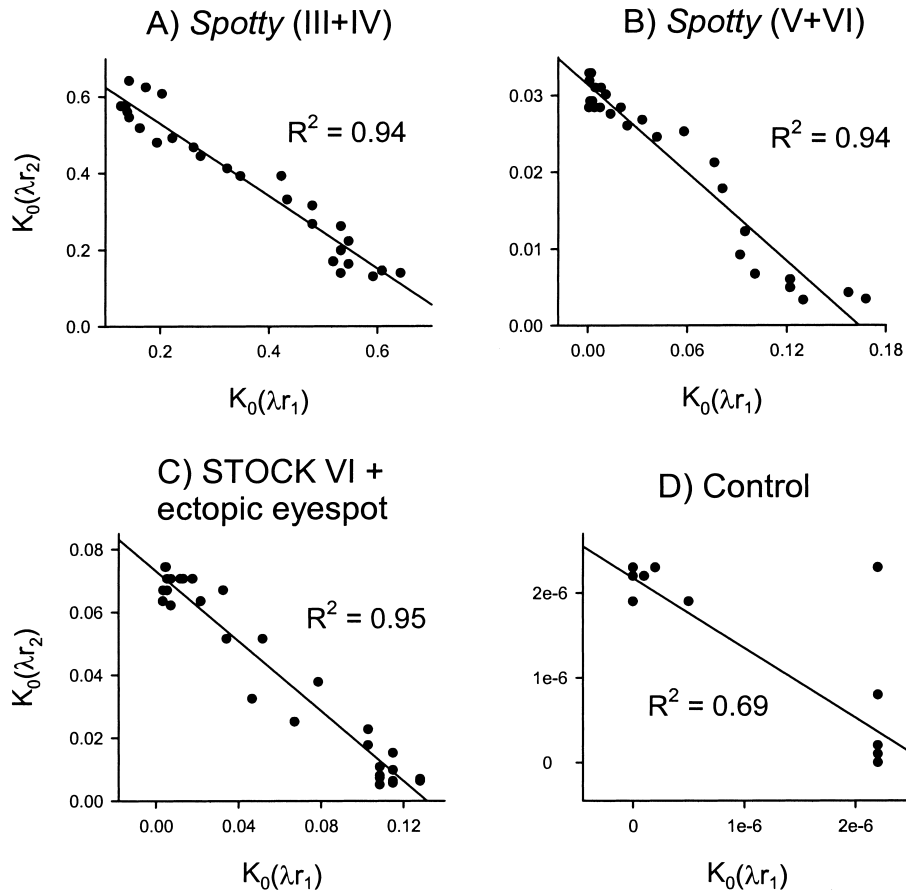 A) Spotty (III+IV)
0.6
0.4
0.2
0.0
K₀(λr₂)
R² = 0.94
0.2 0.4 0.6
K₀(λr₁)
B) Spotty (V+VI)
0.03
0.02
0.01
0.00
R² = 0.94
0.00 0.06 0.12 0.18
K₀(λr₁)
C) STOCK VI +
ectopic eyespot
0.08
0.06
0.04
0.02
0.00
K₀(λr₂)
R² = 0.95
0.00 0.04 0.08 0.12
K₀(λr₁)
D) Control
2e-6
1e-6
0
R² = 0.69
0 1e-6 2e-6
K₀(λr₁)